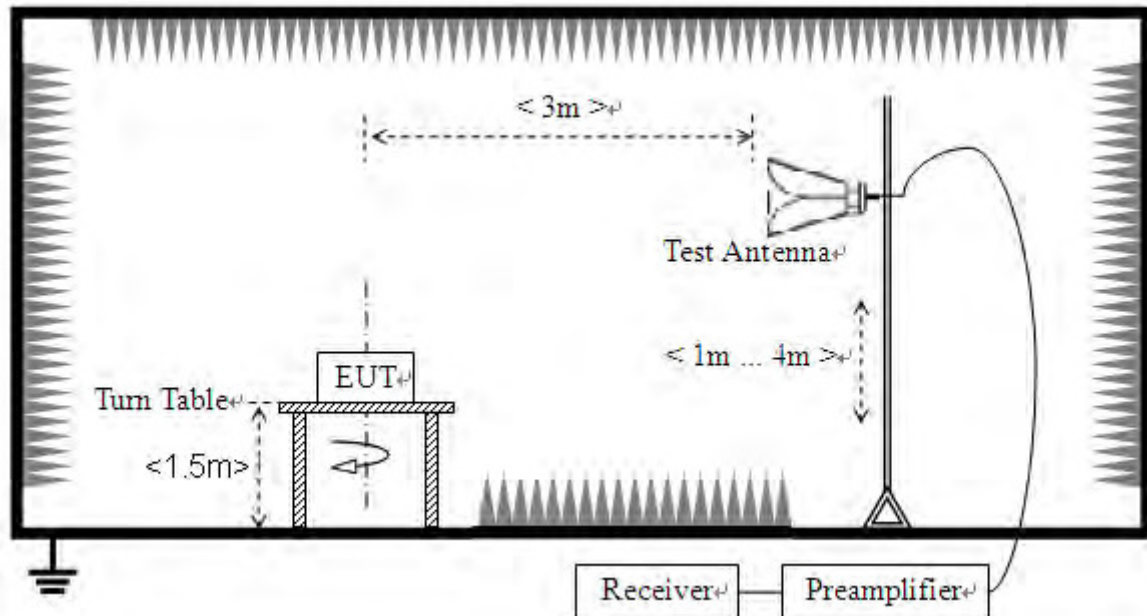 < 3m >
Test Antenna
< 1m ... 4m >
EUT
Turn Table
<1.5m>
Receiver
Preamplifier